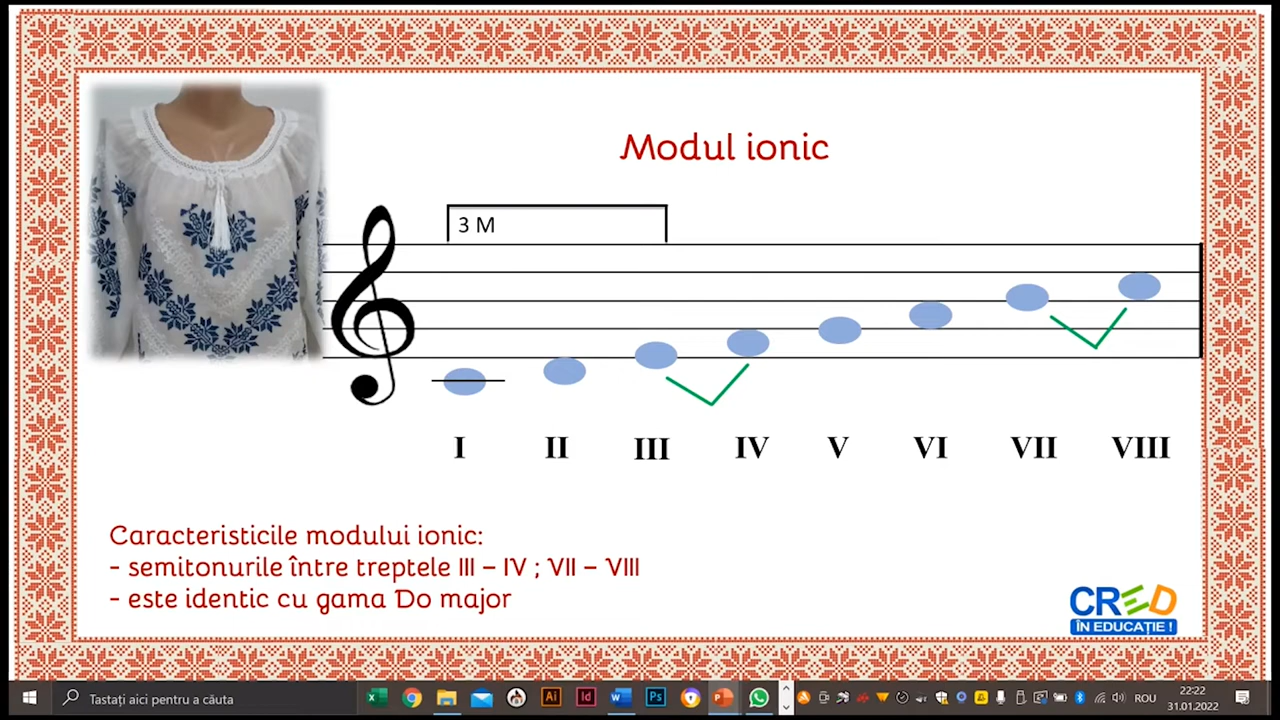 Modul ionic
3 M
I II III IV V VI VII VIII
Caracteristicile modului ionic:
- semitonurile între treptele III – IV ; VII – VIII
- este identic cu gama Do major
CRED
ÎN EDUCAȚIE !
Tastați aici pentru a căuta
Ai
Id
ROU
22:22
31.01.2022